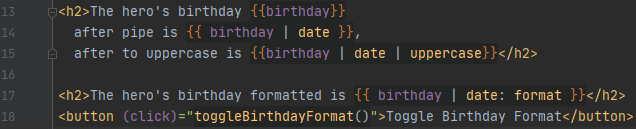 13 <h2>The hero's birthday {{birthday}}
14 after pipe is {{ birthday | date }},
15 after to uppercase is {{birthday | date | uppercase}}</h2>
16
17 <h2>The hero's birthday formatted is {{ birthday | date: format }}</h2>
18 <button (click)="toggleBirthdayFormat()">Toggle Birthday Format</button>